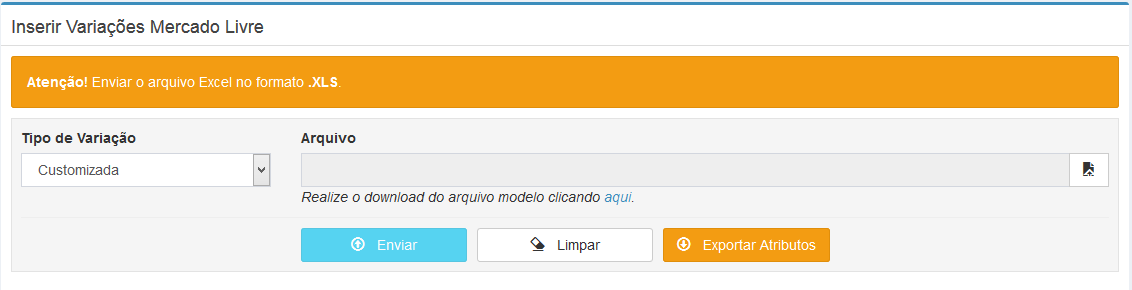 Inserir Variações Mercado Livre
Atenção! Enviar o arquivo Excel no formato .XLS.
Tipo de Variação
Arquivo
Customizada
Realize o download do arquivo modelo clicando aqui.
Enviar
Limpar
Exportar Atributos